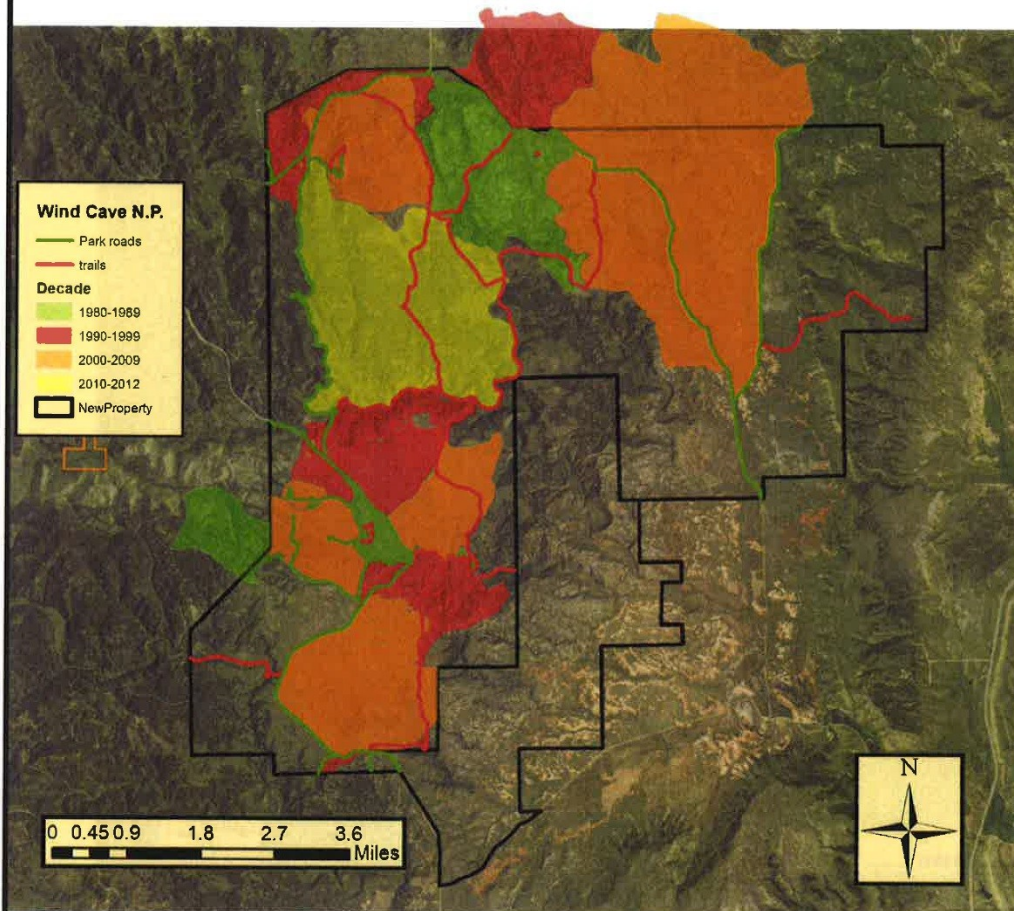 Wind Cave N.P.
Park roads
trails
Decade
1980-1989
1990-1999
2000-2009
2010-2012
NewProperty
N
0 0.45 0.9 1.8 2.7 3.6
Miles